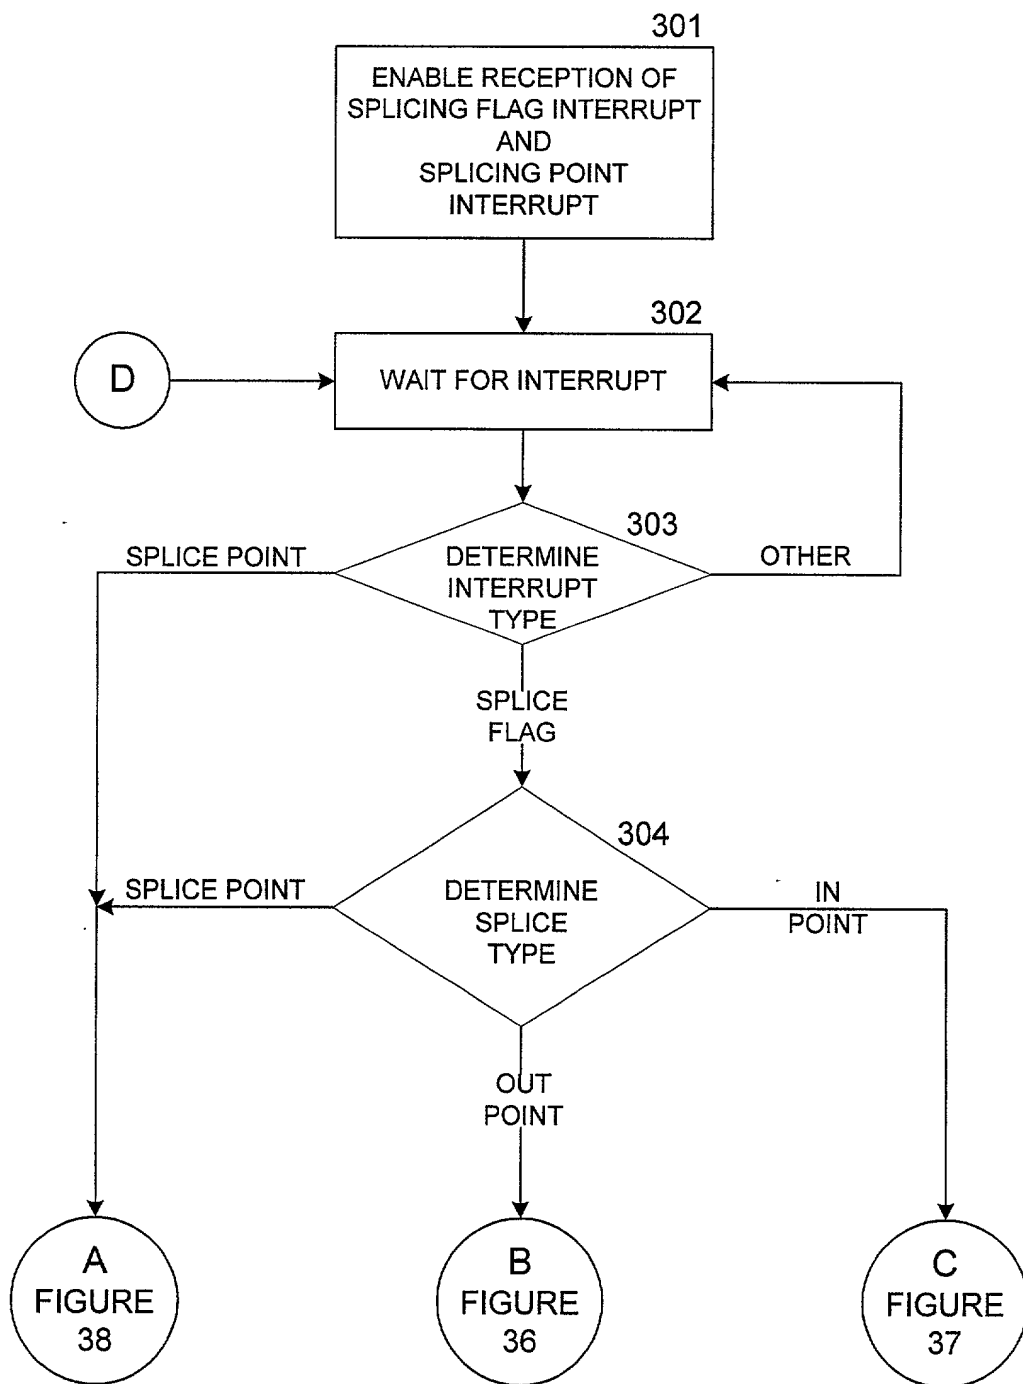 301
ENABLE RECEPTION OF
SPLICING FLAG INTERRUPT
AND
SPLICING POINT
INTERRUPT
302
D
WAIT FOR INTERRUPT
303
SPLICE POINT
DETERMINE
INTERRUPT
TYPE
OTHER
SPLICE
FLAG
304
SPLICE POINT
DETERMINE
SPLICE
TYPE
IN
POINT
OUT
POINT
A
FIGURE
38
B
FIGURE
36
C
FIGURE
37